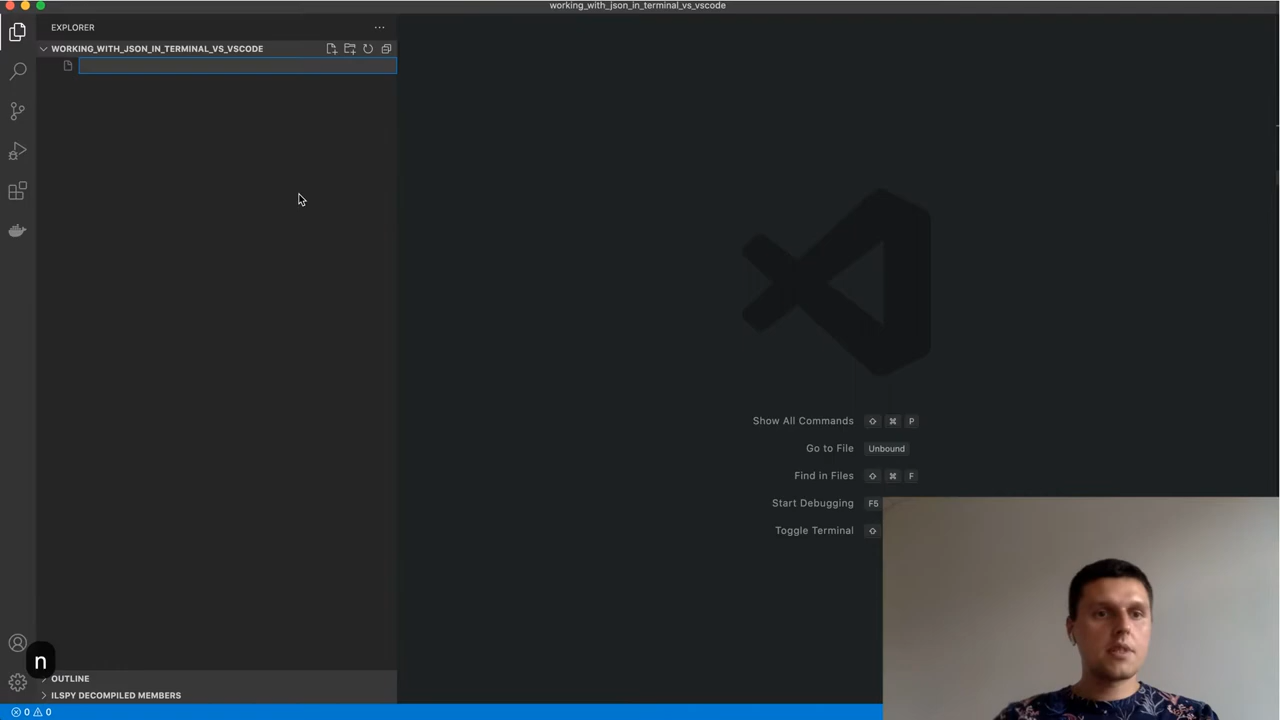 working_with_json_in_terminal_vs_vscode
EXPLORER
WORKING_WITH_JSON_IN_TERMINAL_VS_VSCODE
Show All Commands ⇧ ⌘ P
Go to File Unbound
Find in Files ⇧ ⌘ F
Start Debugging F5
Toggle Terminal ⇧
n
OUTLINE
ILSPY DECOMPILED MEMBERS
0 0